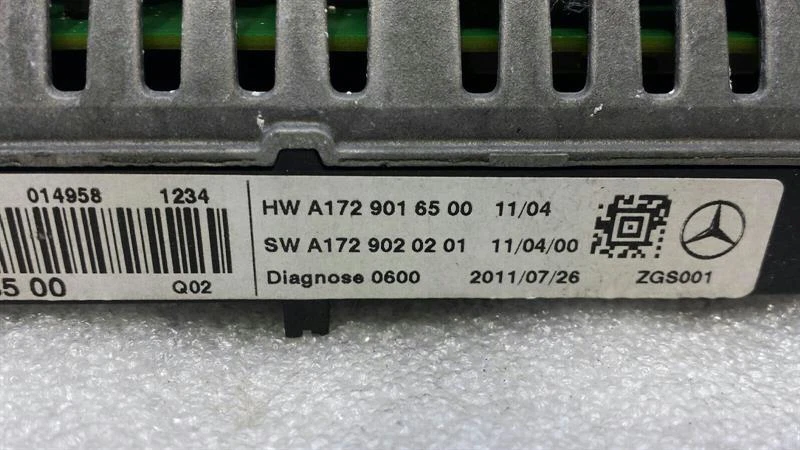 014958 1234
Q02
5 00
HW A172 901 65 00 11/04
SW A172 902 02 01 11/04/00
Diagnose 0600 2011/07/26 ZGS001